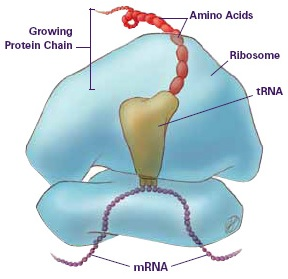 Amino Acids
Growing
Protein Chain
Ribosome
tRNA
mRNA